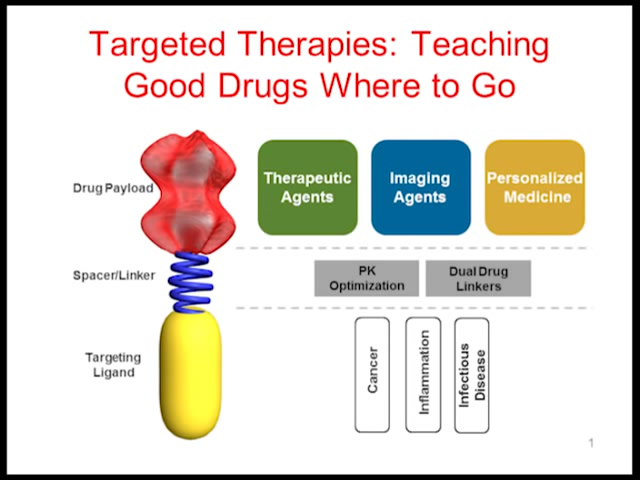 Targeted Therapies: Teaching
Good Drugs Where to Go
Drug Payload
Therapeutic
Agents
Imaging
Agents
Personalized
Medicine
Spacer/Linker
PK
Optimization
Dual Drug
Linkers
Targeting
Ligand
Cancer
Inflammation
Infectious
Disease
1